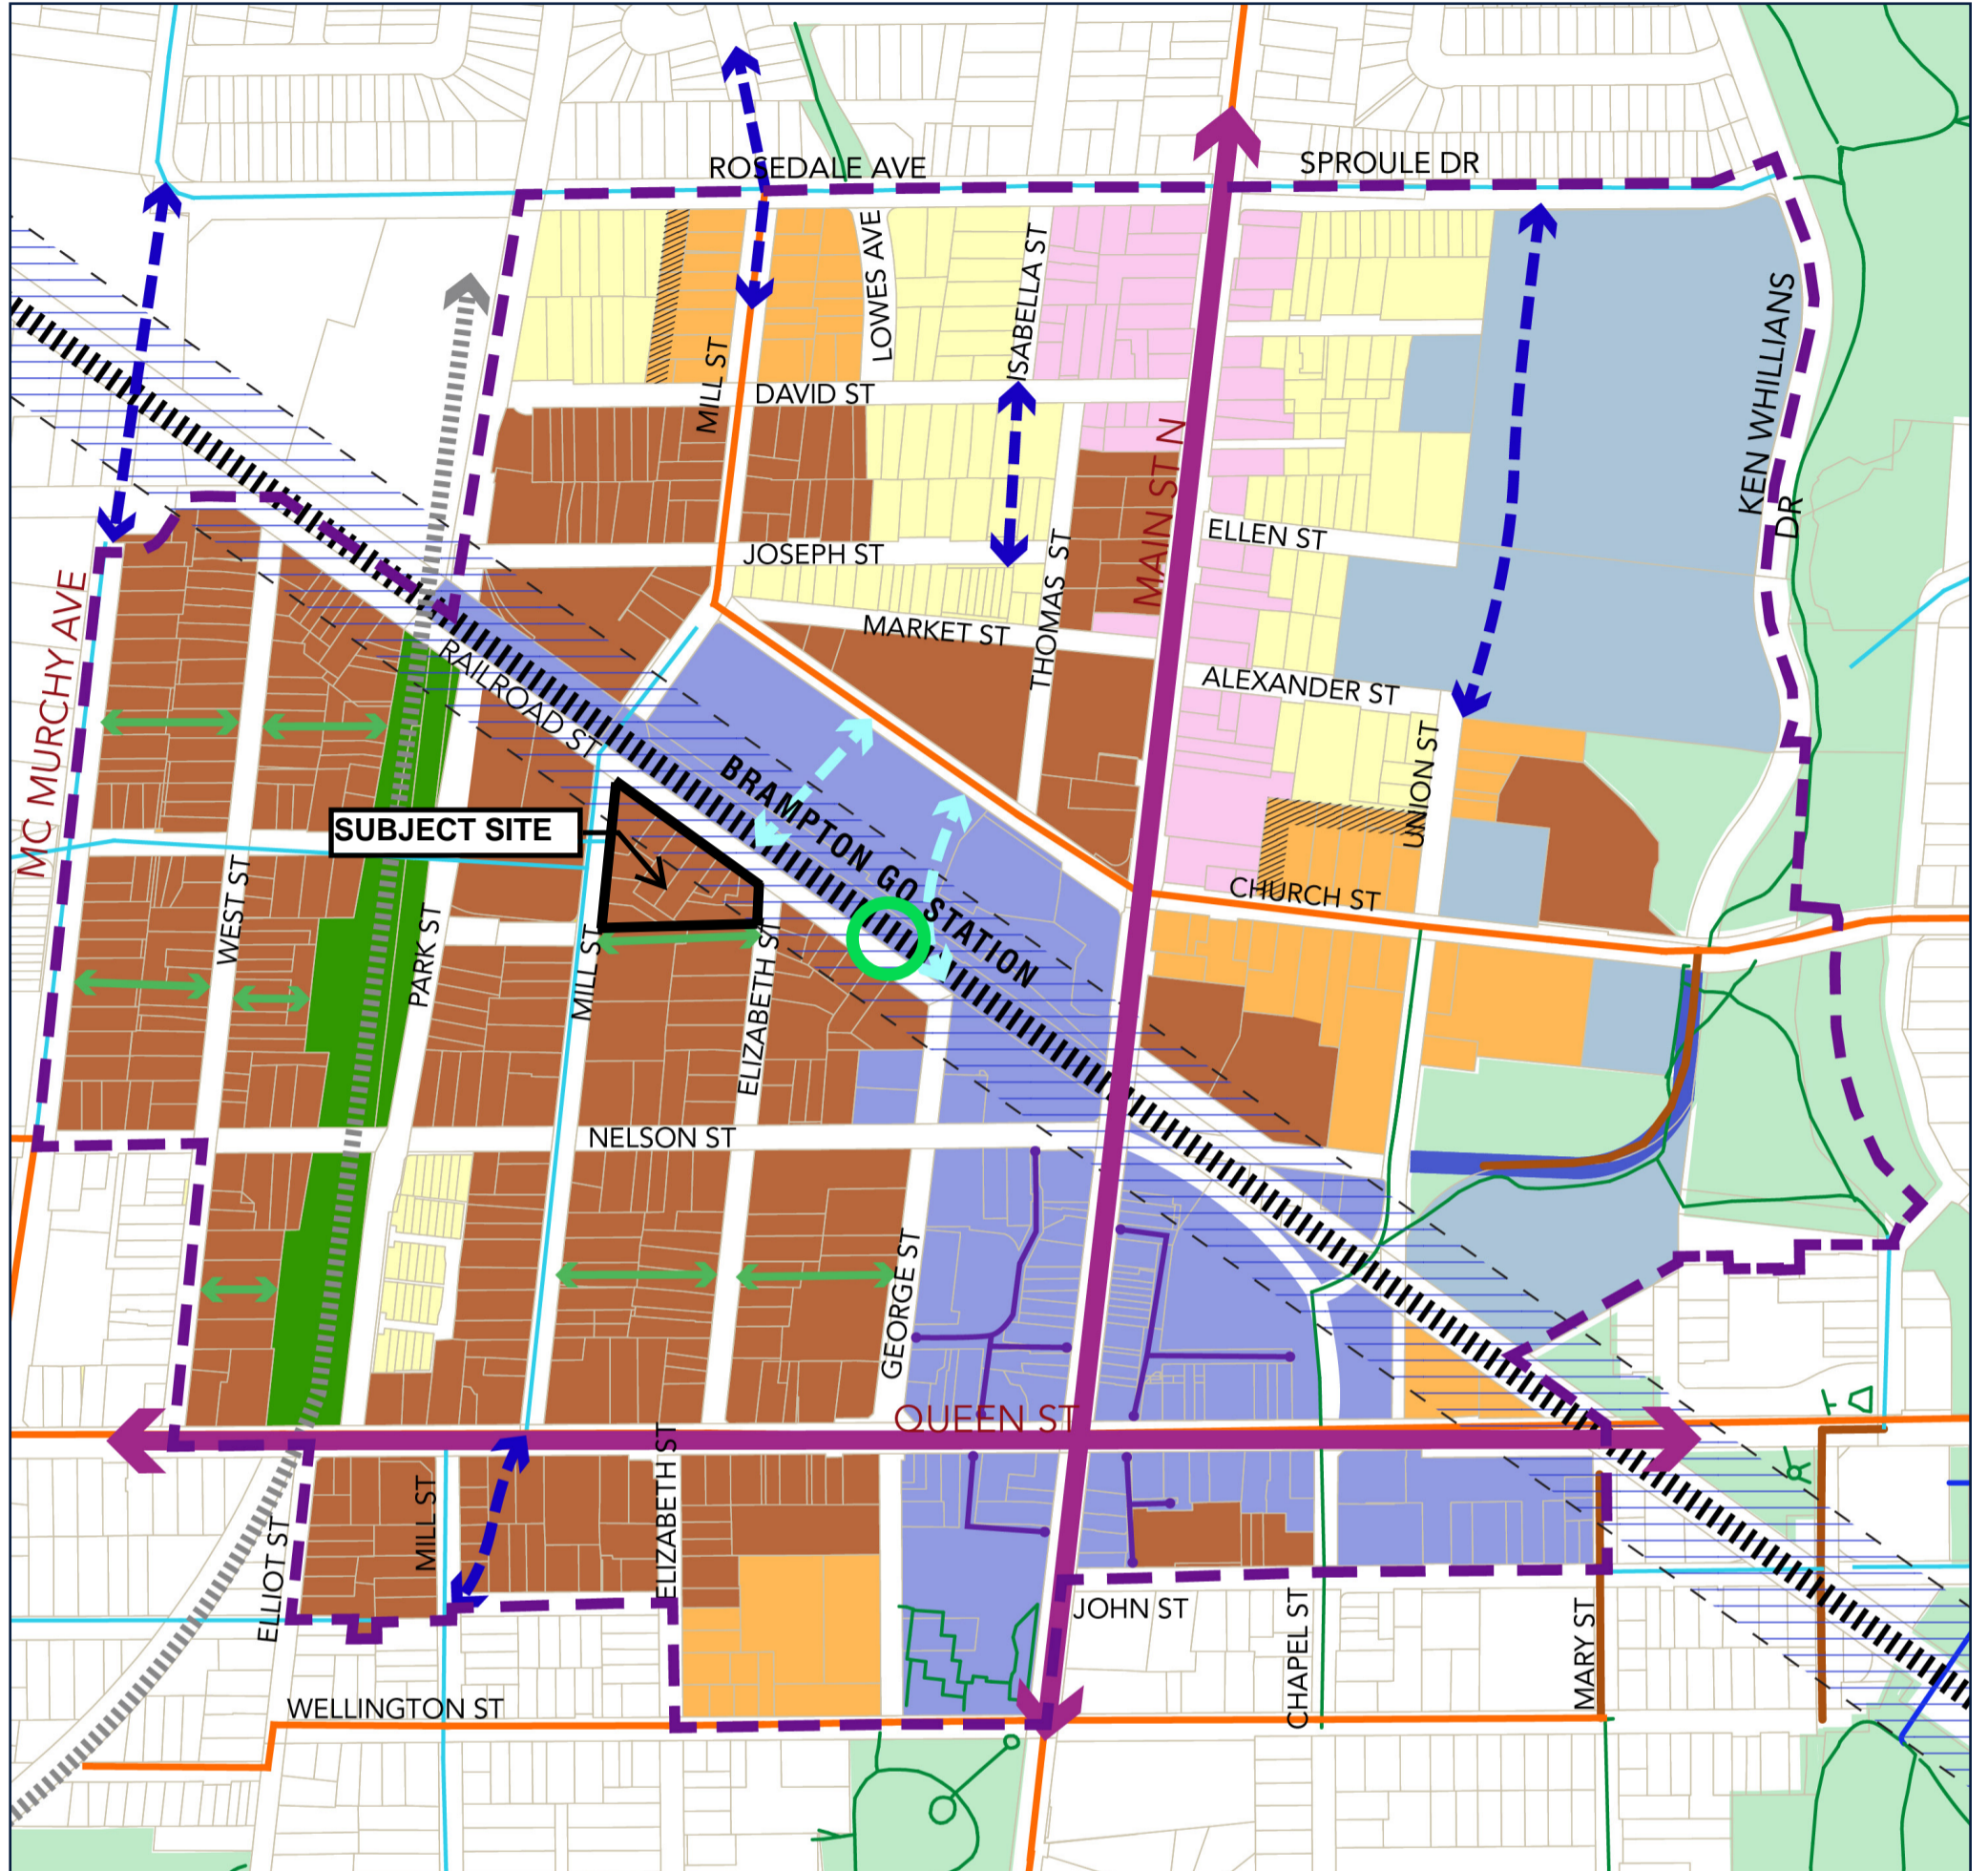 ROSEDALE AVE
SPROULE DR
LOWES AVE
ISABELLA ST
KEN WHILLIANS
DR
MILL ST
DAVID ST
MAIN ST N
ELLEN ST
JOSEPH ST
THOMAS ST
MC MURCHY AVE
MARKET ST
RAILROAD ST
ALEXANDER ST
UNION ST
BRAMPTON GO STATION
SUBJECT SITE
WEST ST
PARK ST
CHURCH ST
MILL ST
ELIZABETH ST
NELSON ST
GEORGE ST
QUEEN ST
ELLIOT ST
MILL ST
ELIZABETH ST
JOHN ST
CHAPEL ST
MARY ST
WELLINGTON ST